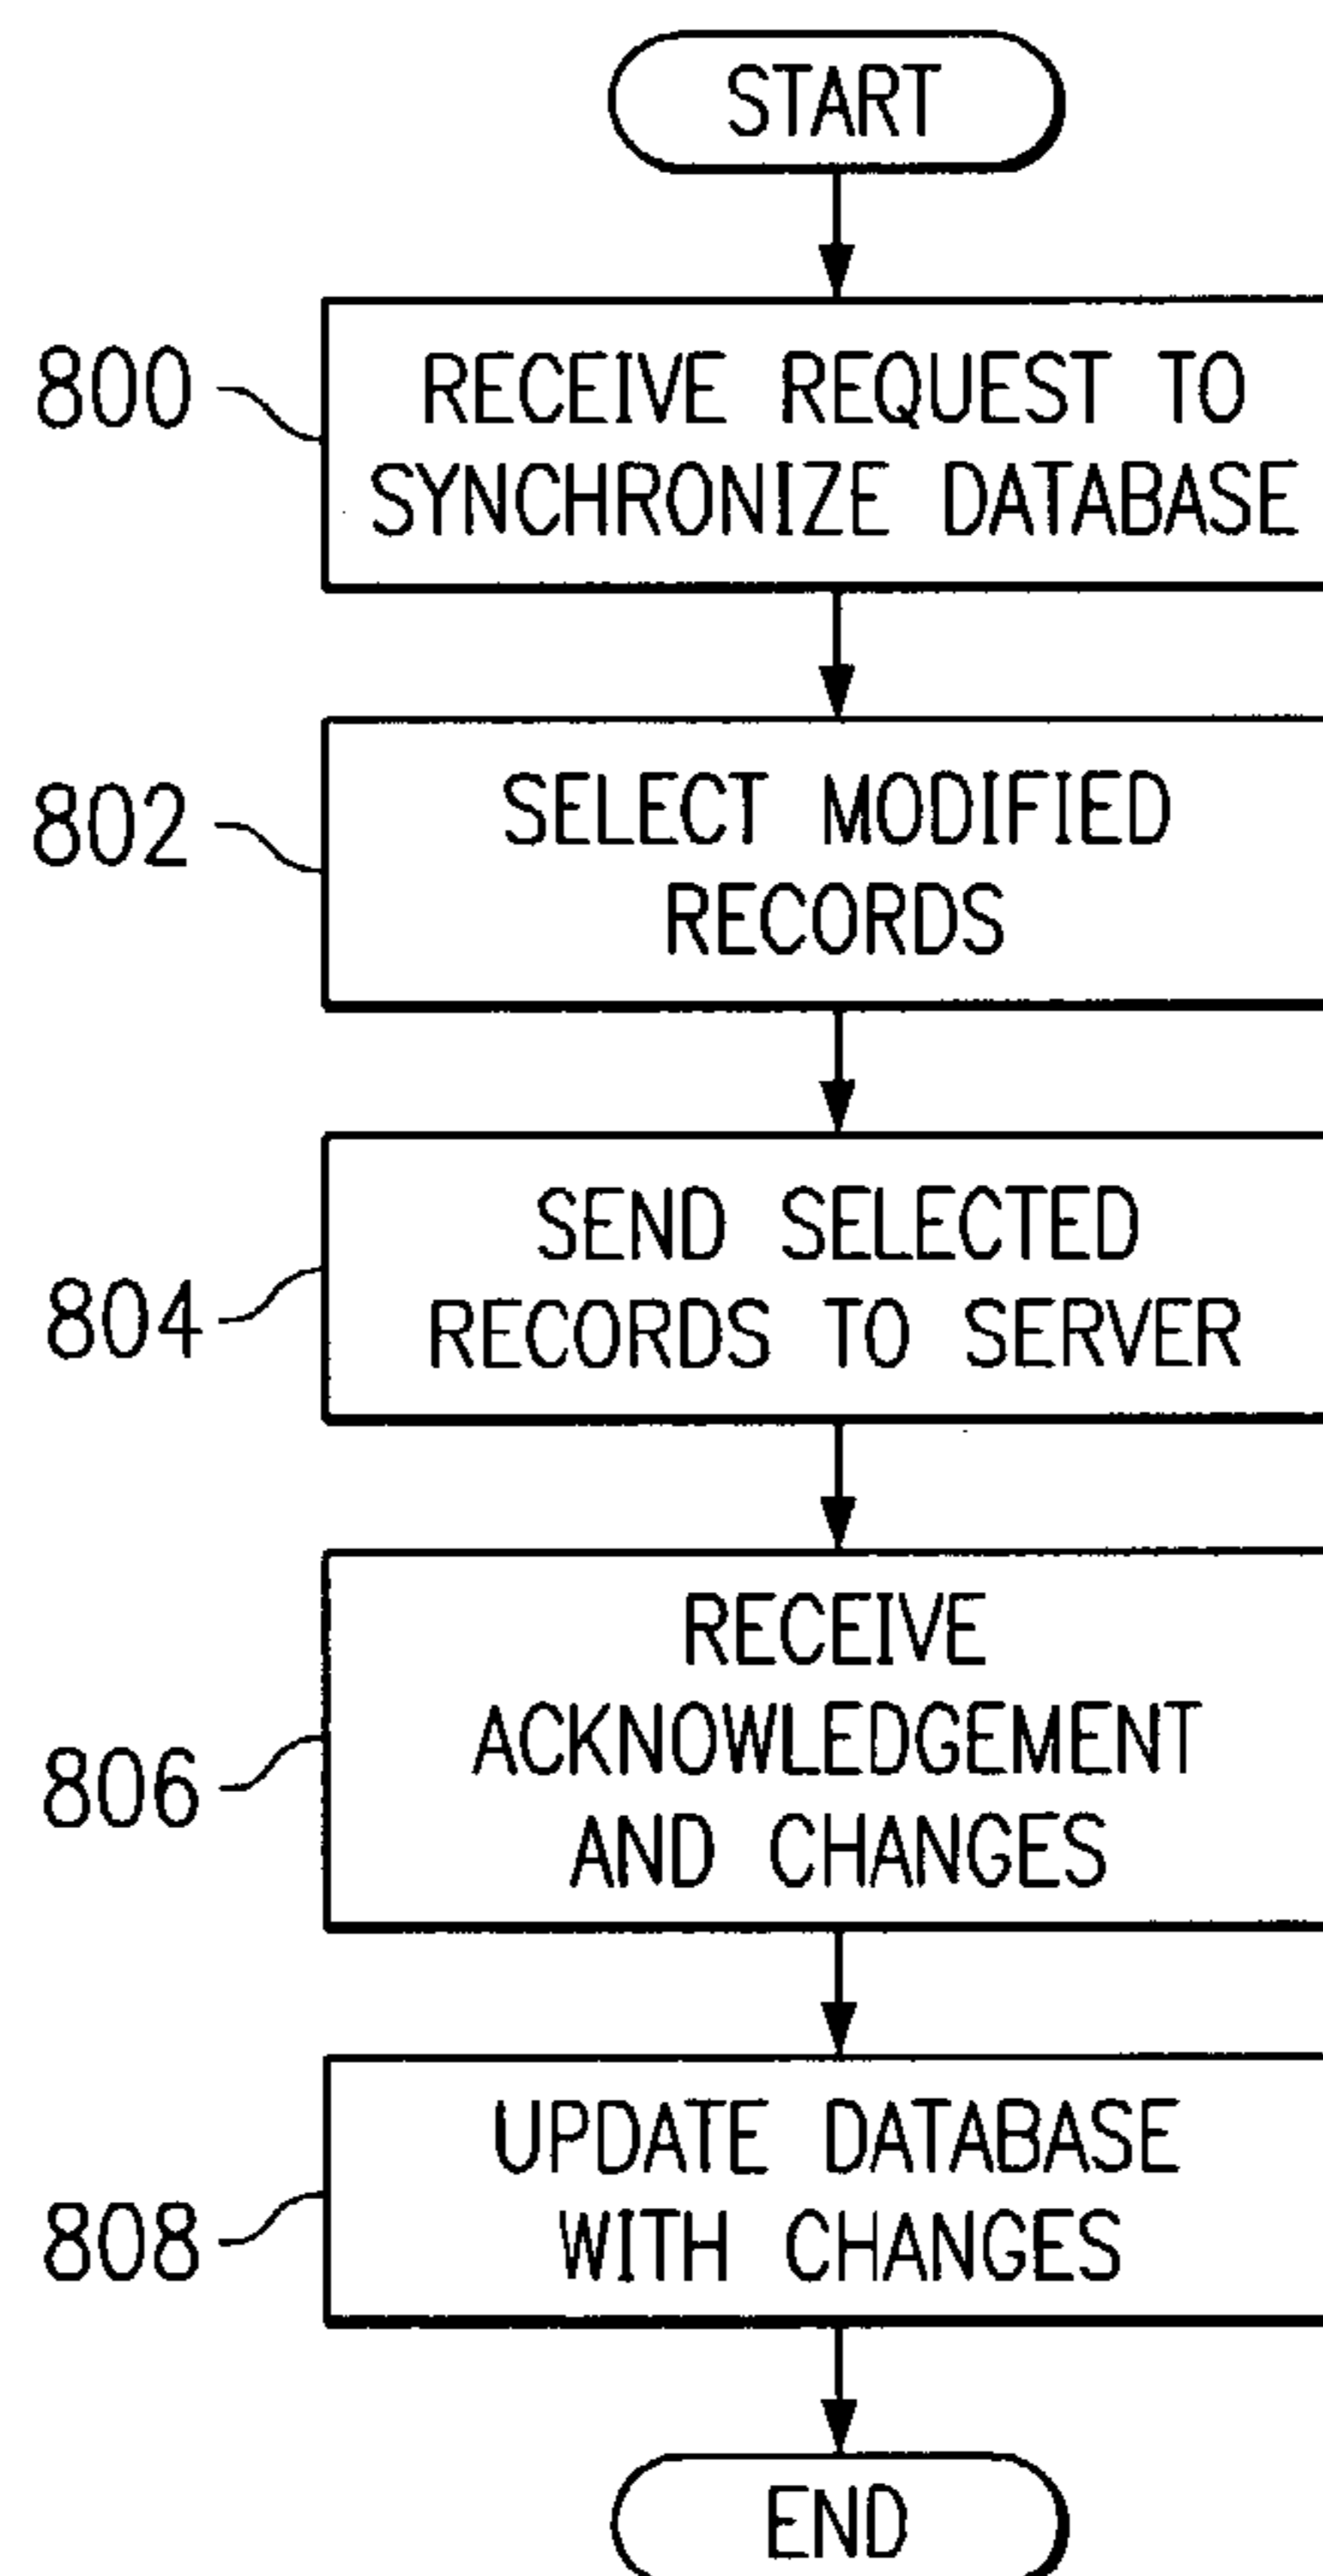 START
800
RECEIVE REQUEST TO
SYNCHRONIZE DATABASE
802
SELECT MODIFIED
RECORDS
804
SEND SELECTED
RECORDS TO SERVER
806
RECEIVE
ACKNOWLEDGEMENT
AND CHANGES
808
UPDATE DATABASE
WITH CHANGES
END